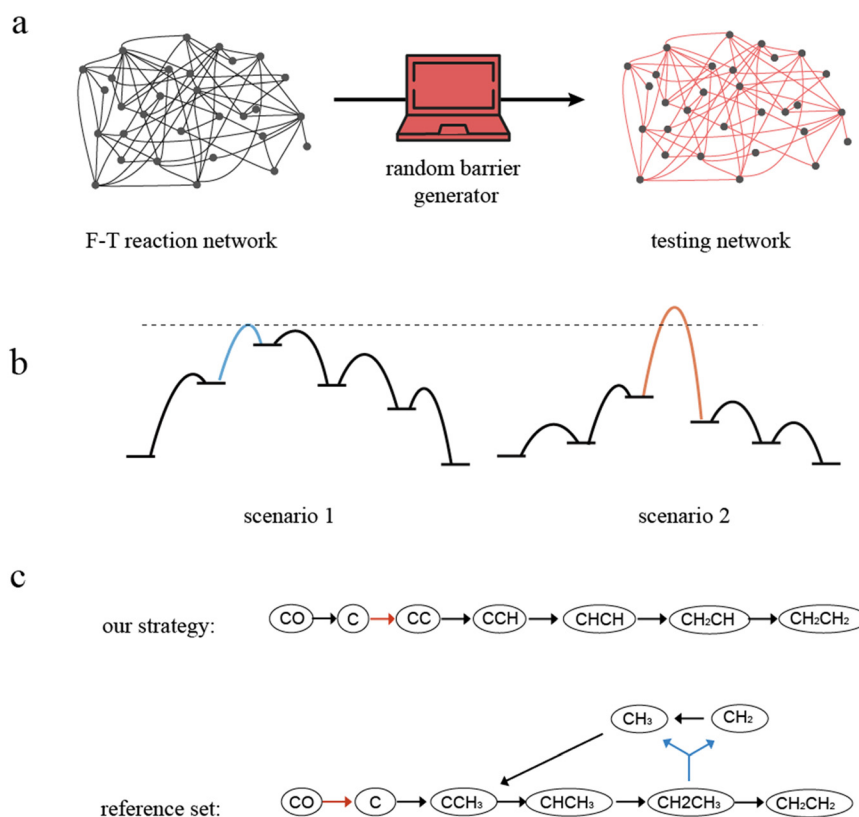 a
random barrier
generator
F-T reaction network
testing network
b
scenario 1
scenario 2
c
our strategy:
CO
C
CC
CCH
CHCH
CH₂CH
CH₂CH₂
CH₃
CH₂
reference set:
CO
C
CCH₃
CHCH₃
CH2CH₃
CH₂CH₂